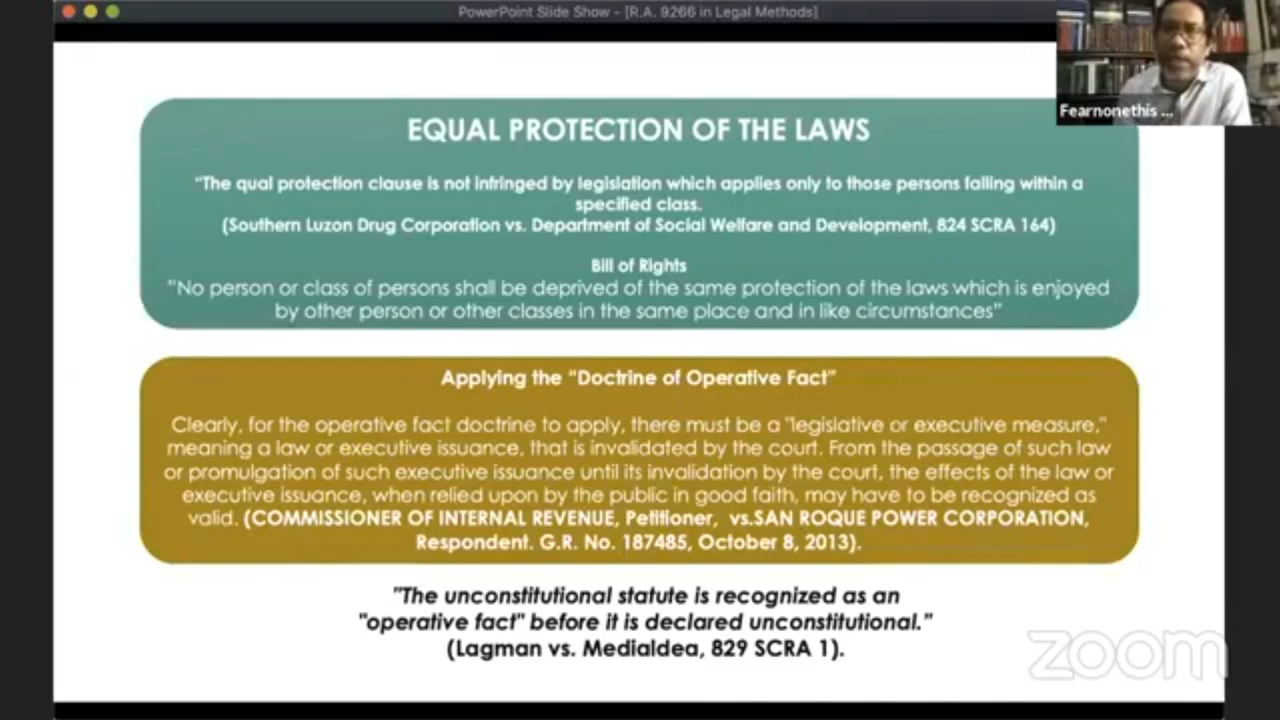 PowerPoint Slide Show - [R.A. 9266 in Legal Methods]
Fearnonethis ...
EQUAL PROTECTION OF THE LAWS
"The qual protection clause is not infringed by legislation which applies only to those persons falling within a
specified class.
(Southern Luzon Drug Corporation vs. Department of Social Welfare and Development, 824 SCRA 164)
Bill of Rights
"No person or class of persons shall be deprived of the same protection of the laws which is enjoyed
by other person or other classes in the same place and in like circumstances"
Applying the "Doctrine of Operative Fact"
Clearly, for the operative fact doctrine to apply, there must be a "legislative or executive measure,"
meaning a law or executive issuance, that is invalidated by the court. From the passage of such law
or promulgation of such executive issuance until its invalidation by the court, the effects of the law or
executive issuance, when relied upon by the public in good faith, may have to be recognized as
valid. (COMMISSIONER OF INTERNAL REVENUE, Petitioner, vs.SAN ROQUE POWER CORPORATION,
Respondent. G.R. No. 187485, October 8, 2013).
"The unconstitutional statute is recognized as an
"operative fact" before it is declared unconstitutional."
(Lagman vs. Medialdea, 829 SCRA 1).
zoom